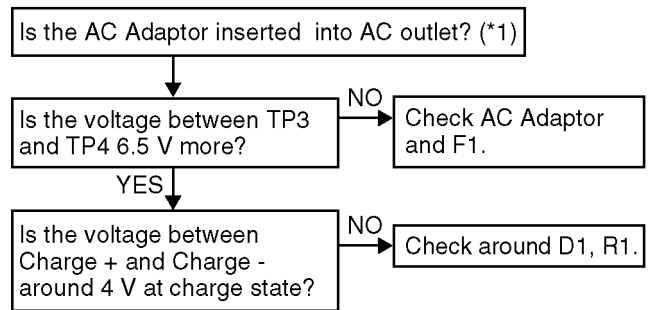 Is the AC Adaptor inserted into AC outlet? (*1)
Is the voltage between TP3
and TP4 6.5 V more?
NO
Check AC Adaptor
and F1.
YES
Is the voltage between
Charge + and Charge -
around 4 V at charge state?
NO
Check around D1, R1.